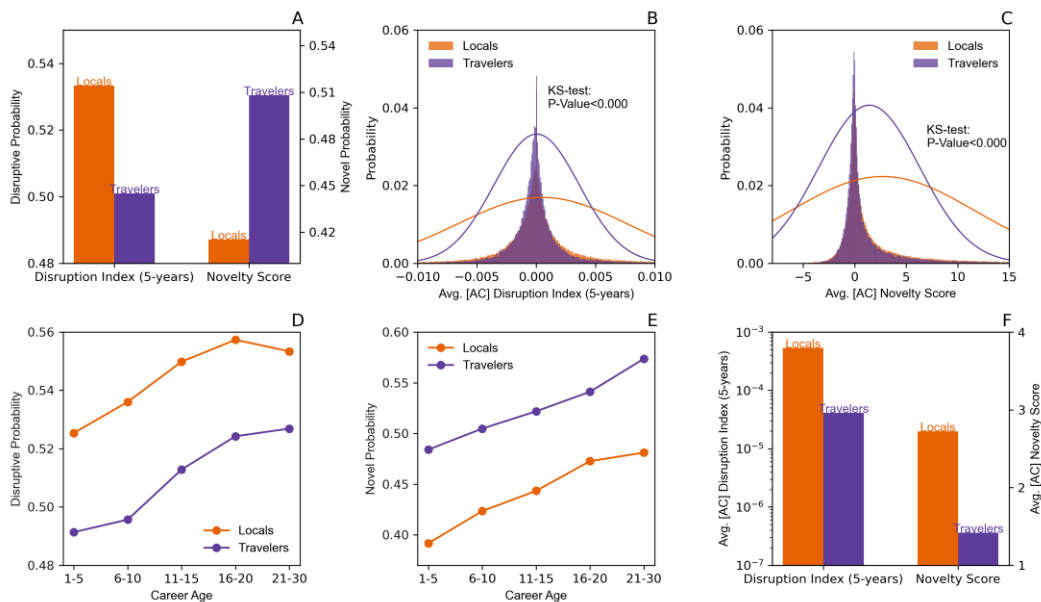 A
Disruptive Probability
0.54
0.52
0.50
0.48
Locals
Travelers
Locals
Travelers
0.54
0.51
0.48
0.45
0.42
Novel Probability
Disruption Index (5-years)
Novelty Score
B
Probability
0.06
0.04
0.02
0.00
Locals
Travelers
KS-test:
P-Value<0.000
−0.010
−0.005
0.000
0.005
0.010
Avg. [AC] Disruption Index (5-years)
C
Probability
0.06
0.04
0.02
0.00
Locals
Travelers
KS-test:
P-Value<0.000
−5
0
5
10
15
Avg. [AC] Novelty Score
D
Disruptive Probability
0.56
0.54
0.52
0.50
0.48
Locals
Travelers
1-5
6-10
11-15
16-20
21-30
Career Age
E
Novel Probability
0.60
0.55
0.50
0.45
0.40
Locals
Travelers
1-5
6-10
11-15
16-20
21-30
Career Age
F
Avg. [AC] Disruption Index (5-years)
10−3
10−4
10−5
10−6
10−7
Locals
Travelers
Locals
Travelers
4
3
2
1
Avg. [AC] Novelty Score
Disruption Index (5-years)
Novelty Score